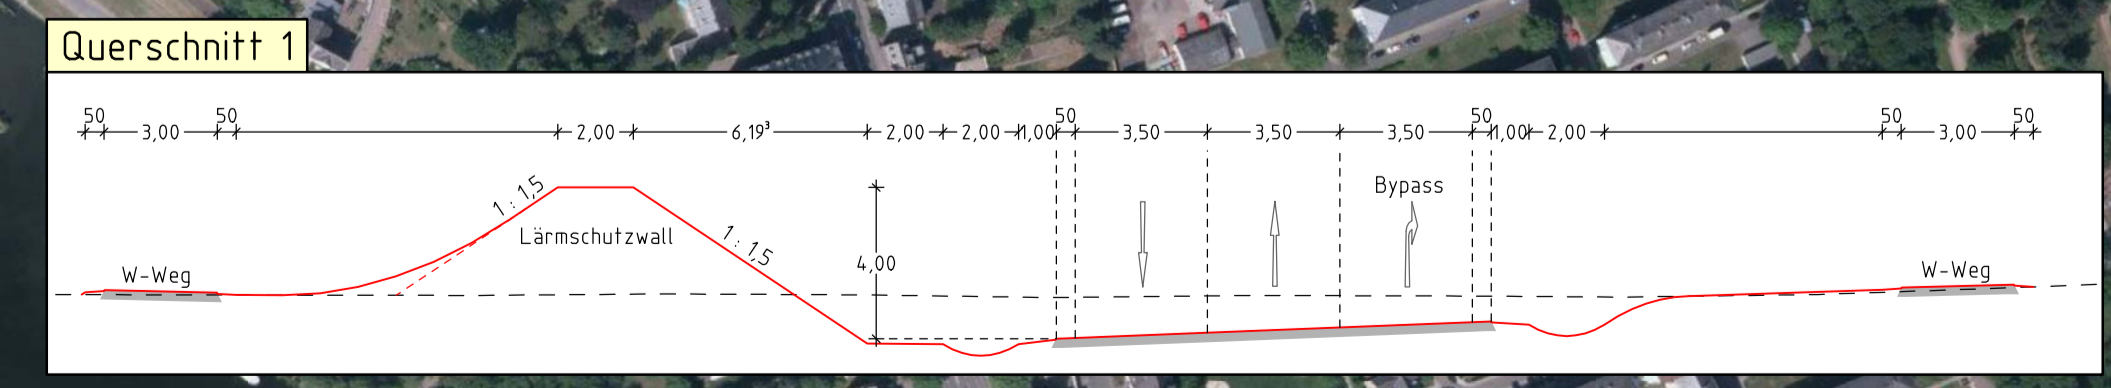 Querschnitt 1
50 3,00 50 2,00 6,19³ 2,00 2,00 1,00 50 3,50 3,50 3,50 50 1,00 2,00 50 3,00 50
1 : 1,5
Bypass
Lärmschutzwall
1 : 1,5
4,00
W-Weg
W-Weg